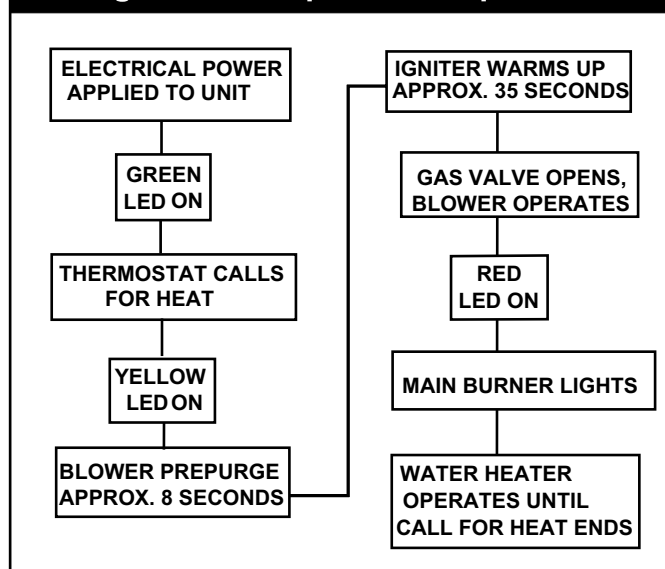 ELECTRICAL POWER
APPLIED TO UNIT
GREEN
LED ON
THERMOSTAT CALLS
FOR HEAT
YELLOW
LED ON
BLOWER PREPURGE
APPROX. 8 SECONDS
IGNITER WARMS UP
APPROX. 35 SECONDS
GAS VALVE OPENS,
BLOWER OPERATES
RED
LED ON
MAIN BURNER LIGHTS
WATER HEATER
OPERATES UNTIL
CALL FOR HEAT ENDS